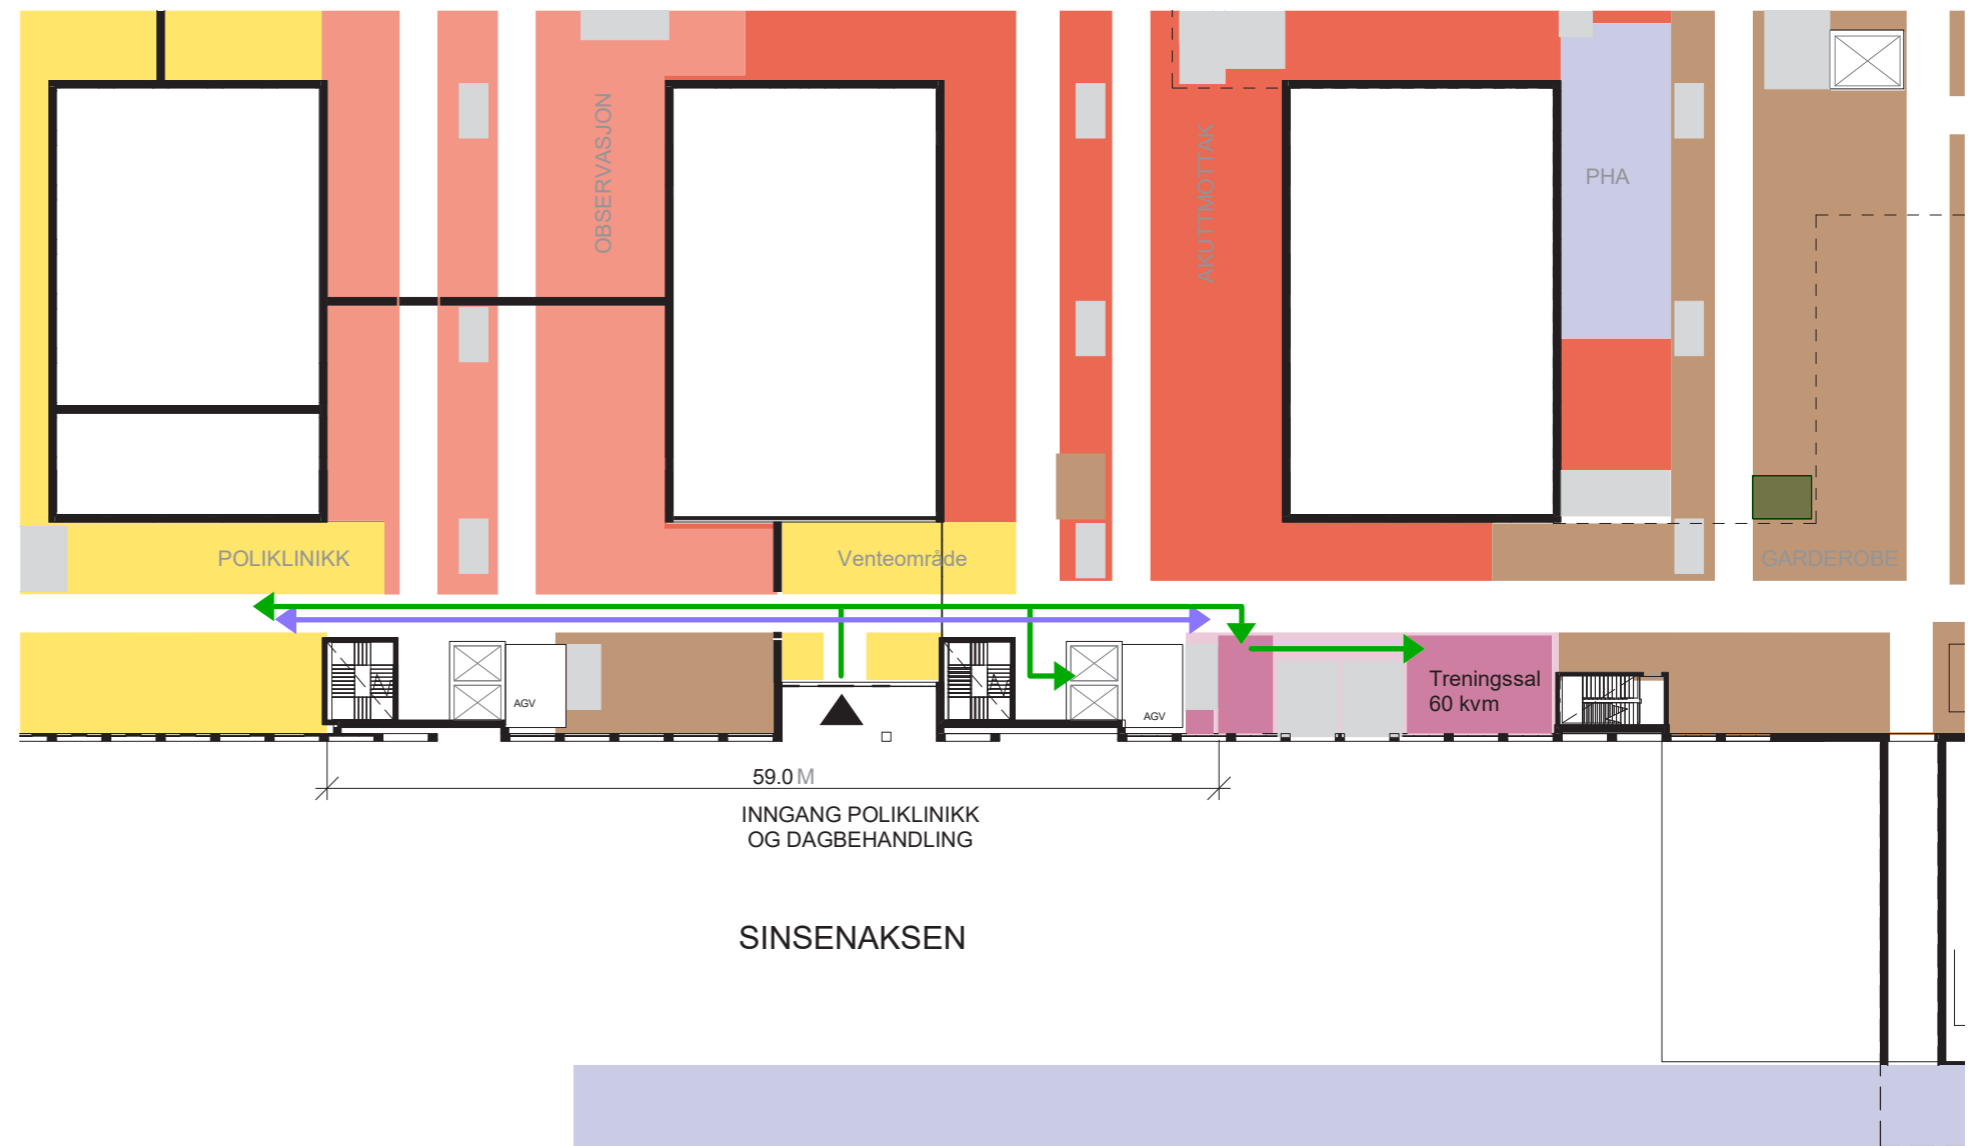 OBSERVASJON
AKUTTMOTTAK
PHA
POLIKLINIKK
Venteområde
GARDEROBE
AGV
AGV
Treningssal
60 kvm
59.0 M
INNGANG POLIKLINIKK
OG DAGBEHANDLING
SINSENAKSEN